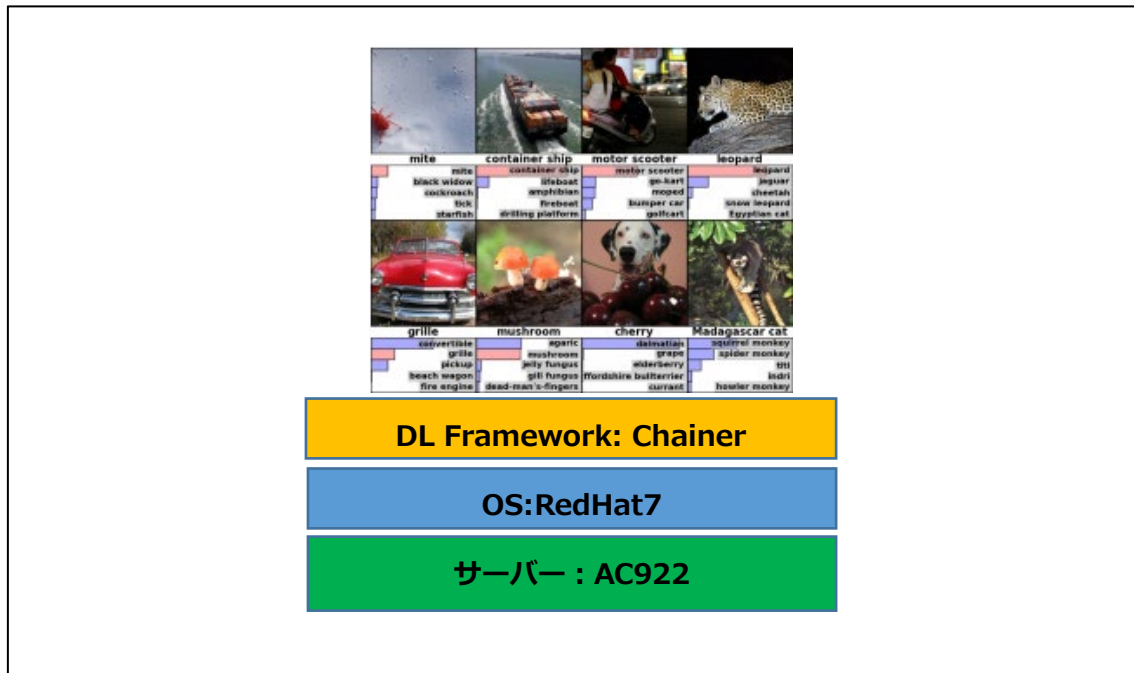 mite container ship motor scooter leopard
mite container ship motor scooter leopard
black widow lifeboat go-kart jaguar
cockroach amphibian moped cheetah
tick fireboat bumper car snow leopard
starfish drilling platform golfcart Egyptian cat
grille mushroom cherry Madagascar cat
convertible agaric dalmatian squirrel monkey
grille mushroom grape spider monkey
pickup jelly fungus elderberry titi
beach wagon gill fungus ffordshire bullterrier indri
fire engine dead-man's-fingers currant howler monkey
DL Framework: Chainer
OS:RedHat7
サーバー：AC922